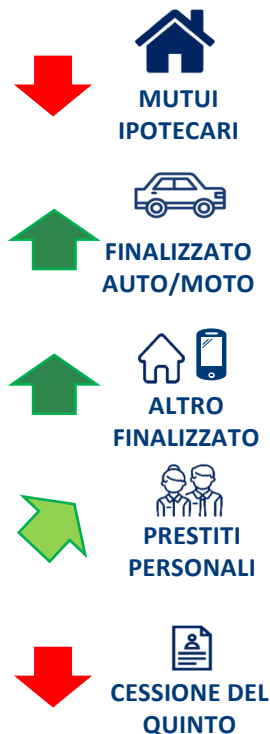 MUTUI
IPOTECARI
FINALIZZATO
AUTO/MOTO
ALTRO
FINALIZZATO
PRESTITI
PERSONALI
CESSIONE DEL
QUINTO